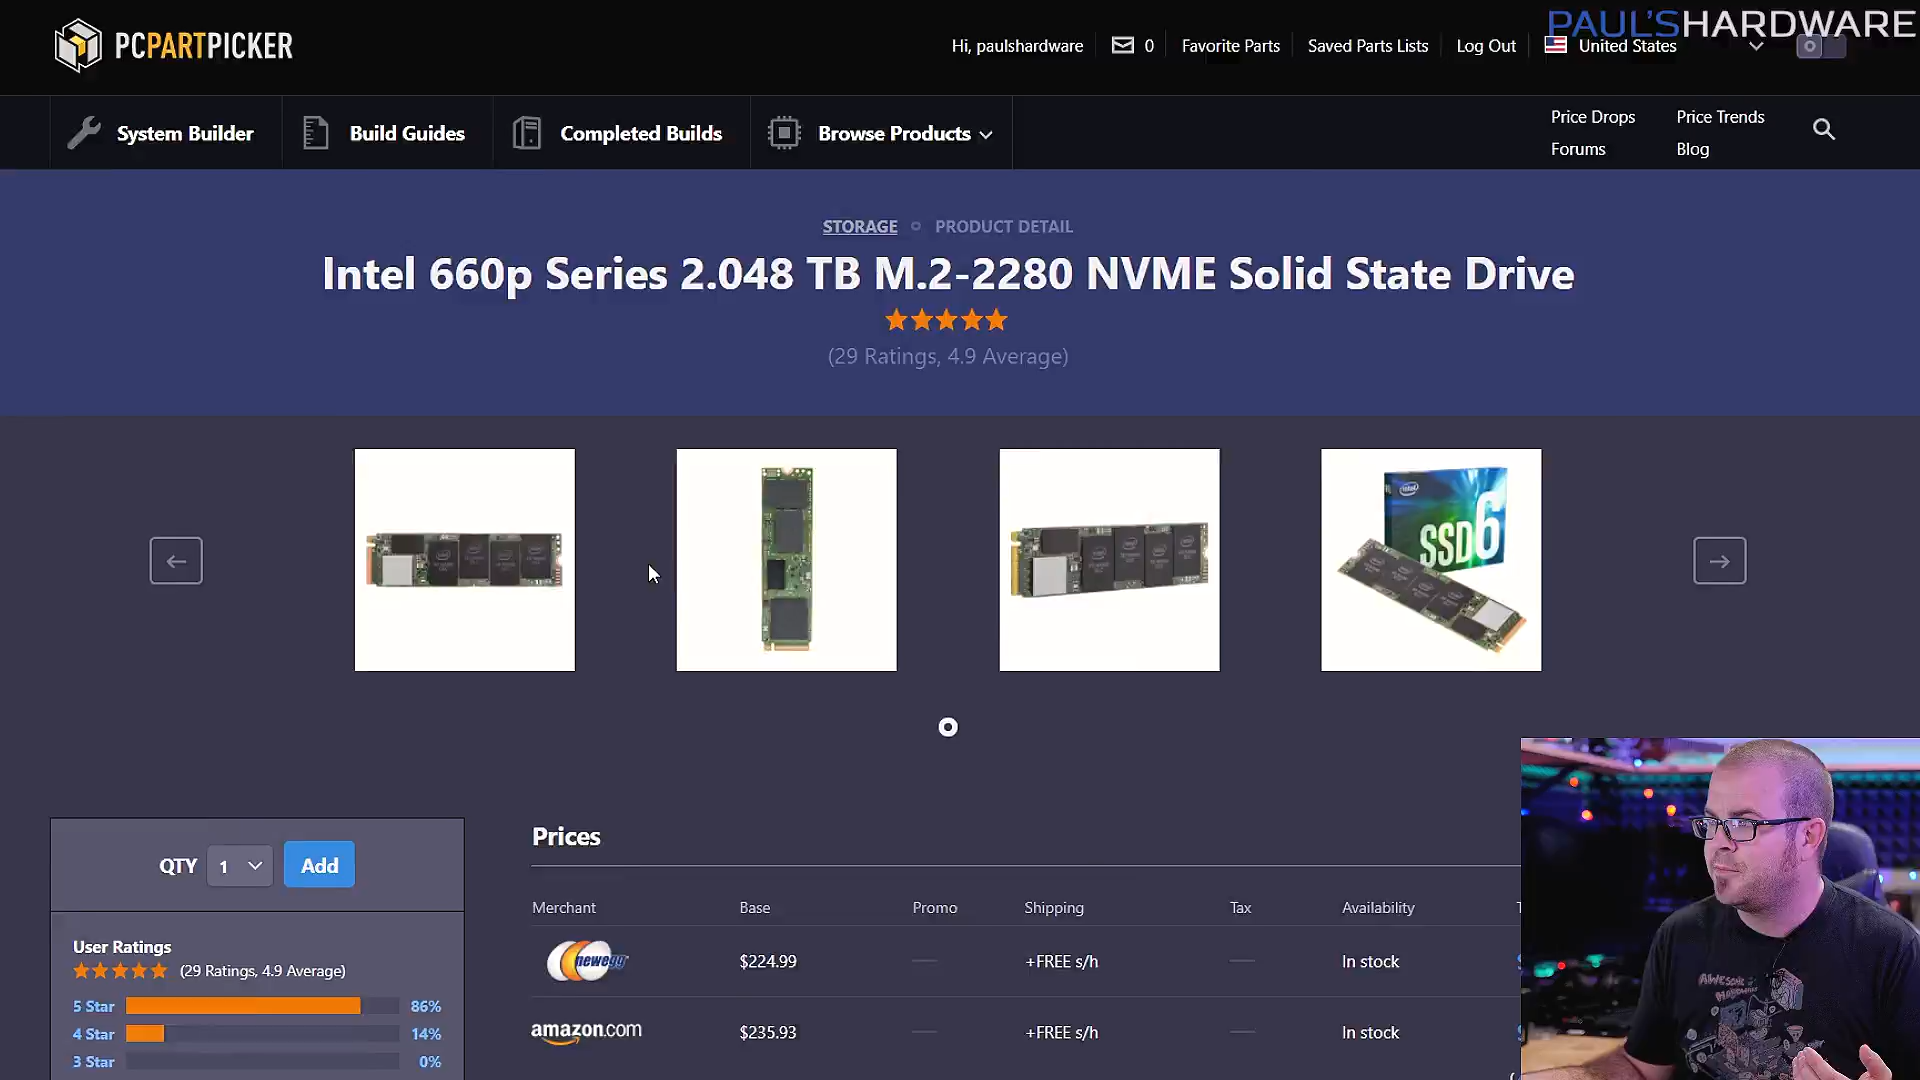 PAUL'SHARDWARE
PCPARTPICKER
Hi, paulshardware
0
Favorite Parts
Saved Parts Lists
Log Out
United States
System Builder
Build Guides
Completed Builds
Browse Products
Price Drops
Price Trends
Forums
Blog
STORAGE
PRODUCT DETAIL
Intel 660p Series 2.048 TB M.2-2280 NVME Solid State Drive
(29 Ratings, 4.9 Average)
intel
SSD6
QTY
1
Add
Prices
Merchant
Base
Promo
Shipping
Tax
Availability
newegg
$224.99
+FREE s/h
In stock
amazon.com
$235.93
+FREE s/h
In stock
User Ratings
(29 Ratings, 4.9 Average)
5 Star
86%
4 Star
14%
3 Star
0%
AWESOME
HARDWARE